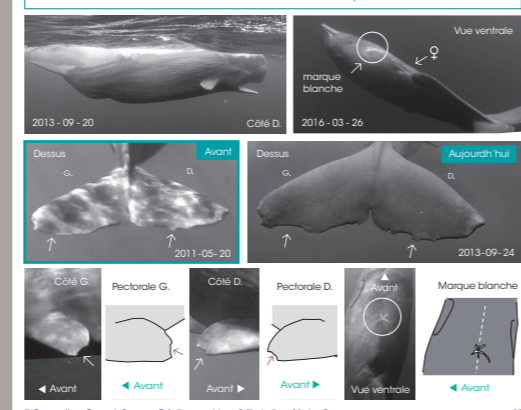 Vue ventrale
♀
marque
blanche
2013 - 09 - 20
Côté D.
2016 - 03 - 26
Dessus
Avant
G.
D.
2011-05-20
Dessus
Aujourdh'hui
G.
D.
2013-09-24
Côté G.
Pectorale G.
Côté D.
Pectorale D.
Avant
Marque blanche
◀ Avant
◀ Avant
Avant ▶
Avant ▶
Vue ventrale
◀ Avant